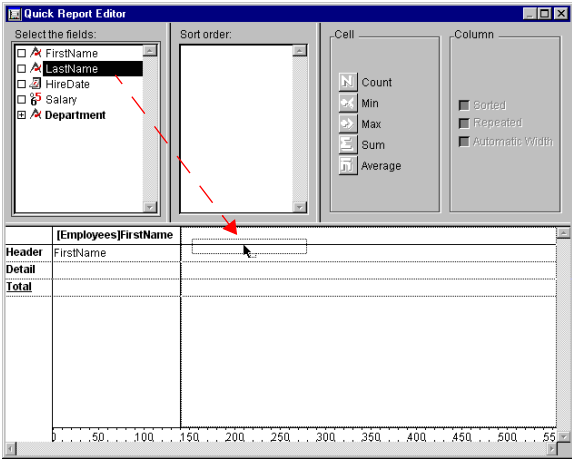 Quick Report Editor
Select the fields:
FirstName
LastName
HireDate
Salary
Department
Sort order:
Cell
Count
Min
Max
Sum
Average
Column
Sorted
Repeated
Automatic Width
[Employees]FirstName
Header FirstName
Detail
Total
0 50 100 150 200 250 300 350 400 450 500 55